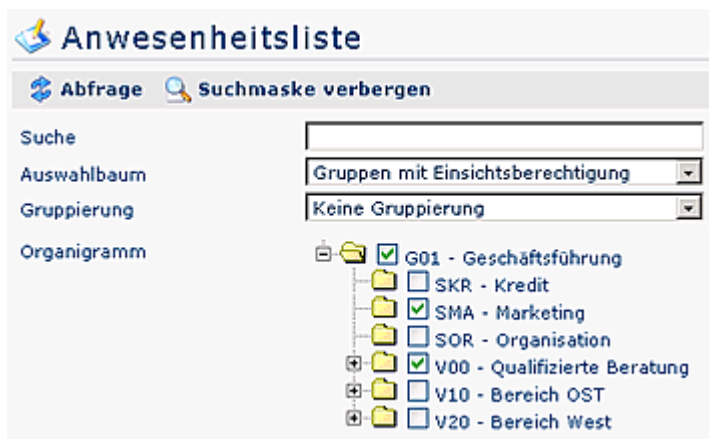 Anwesenheitsliste
Abfrage Suchmaske verbergen
Suche
Auswahlbaum Gruppen mit Einsichtsberechtigung
Gruppierung Keine Gruppierung
Organigramm G01 - Geschäftsführung
SKR - Kredit
SMA - Marketing
SOR - Organisation
V00 - Qualifizierte Beratung
V10 - Bereich OST
V20 - Bereich West